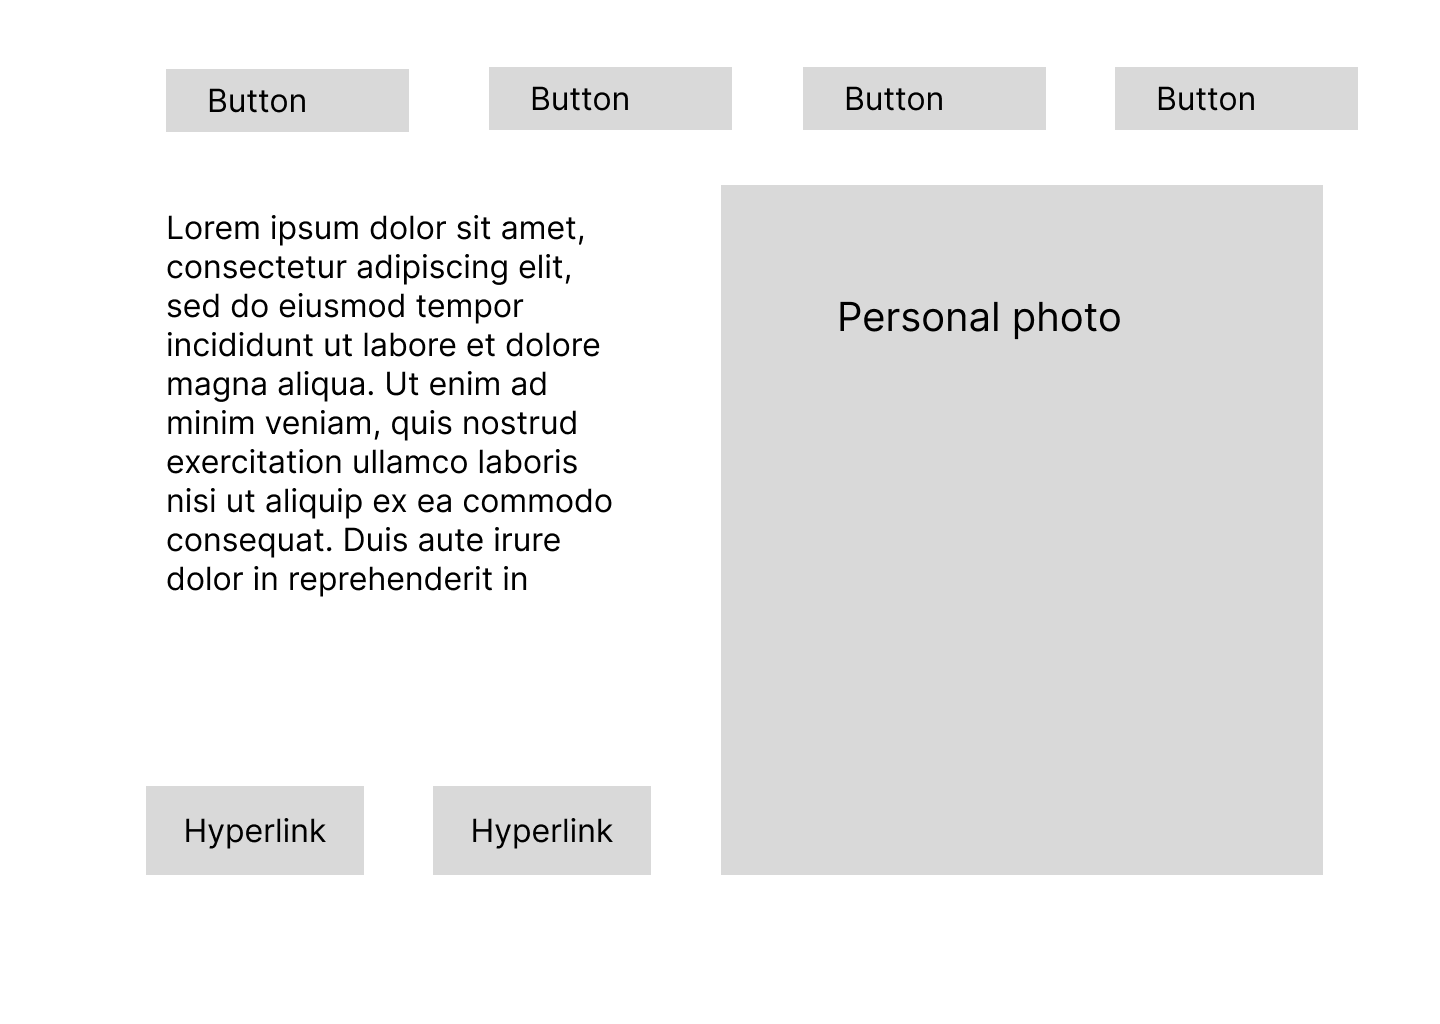 Button
Button
Button
Button
Lorem ipsum dolor sit amet,
consectetur adipiscing elit,
sed do eiusmod tempor
incididunt ut labore et dolore
magna aliqua. Ut enim ad
minim veniam, quis nostrud
exercitation ullamco laboris
nisi ut aliquip ex ea commodo
consequat. Duis aute irure
dolor in reprehenderit in
Personal photo
Hyperlink
Hyperlink